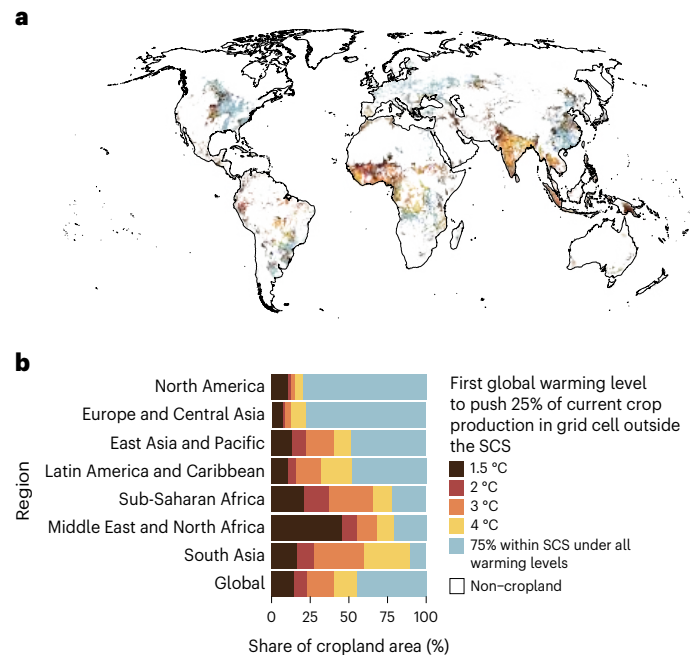 a
b
North America
Europe and Central Asia
East Asia and Pacific
Latin America and Caribbean
Sub-Saharan Africa
Middle East and North Africa
South Asia
Global
Region
0 25 50 75 100
Share of cropland area (%)
First global warming level
to push 25% of current crop
production in grid cell outside
the SCS
1.5 °C
2 °C
3 °C
4 °C
75% within SCS under all
warming levels
Non–cropland